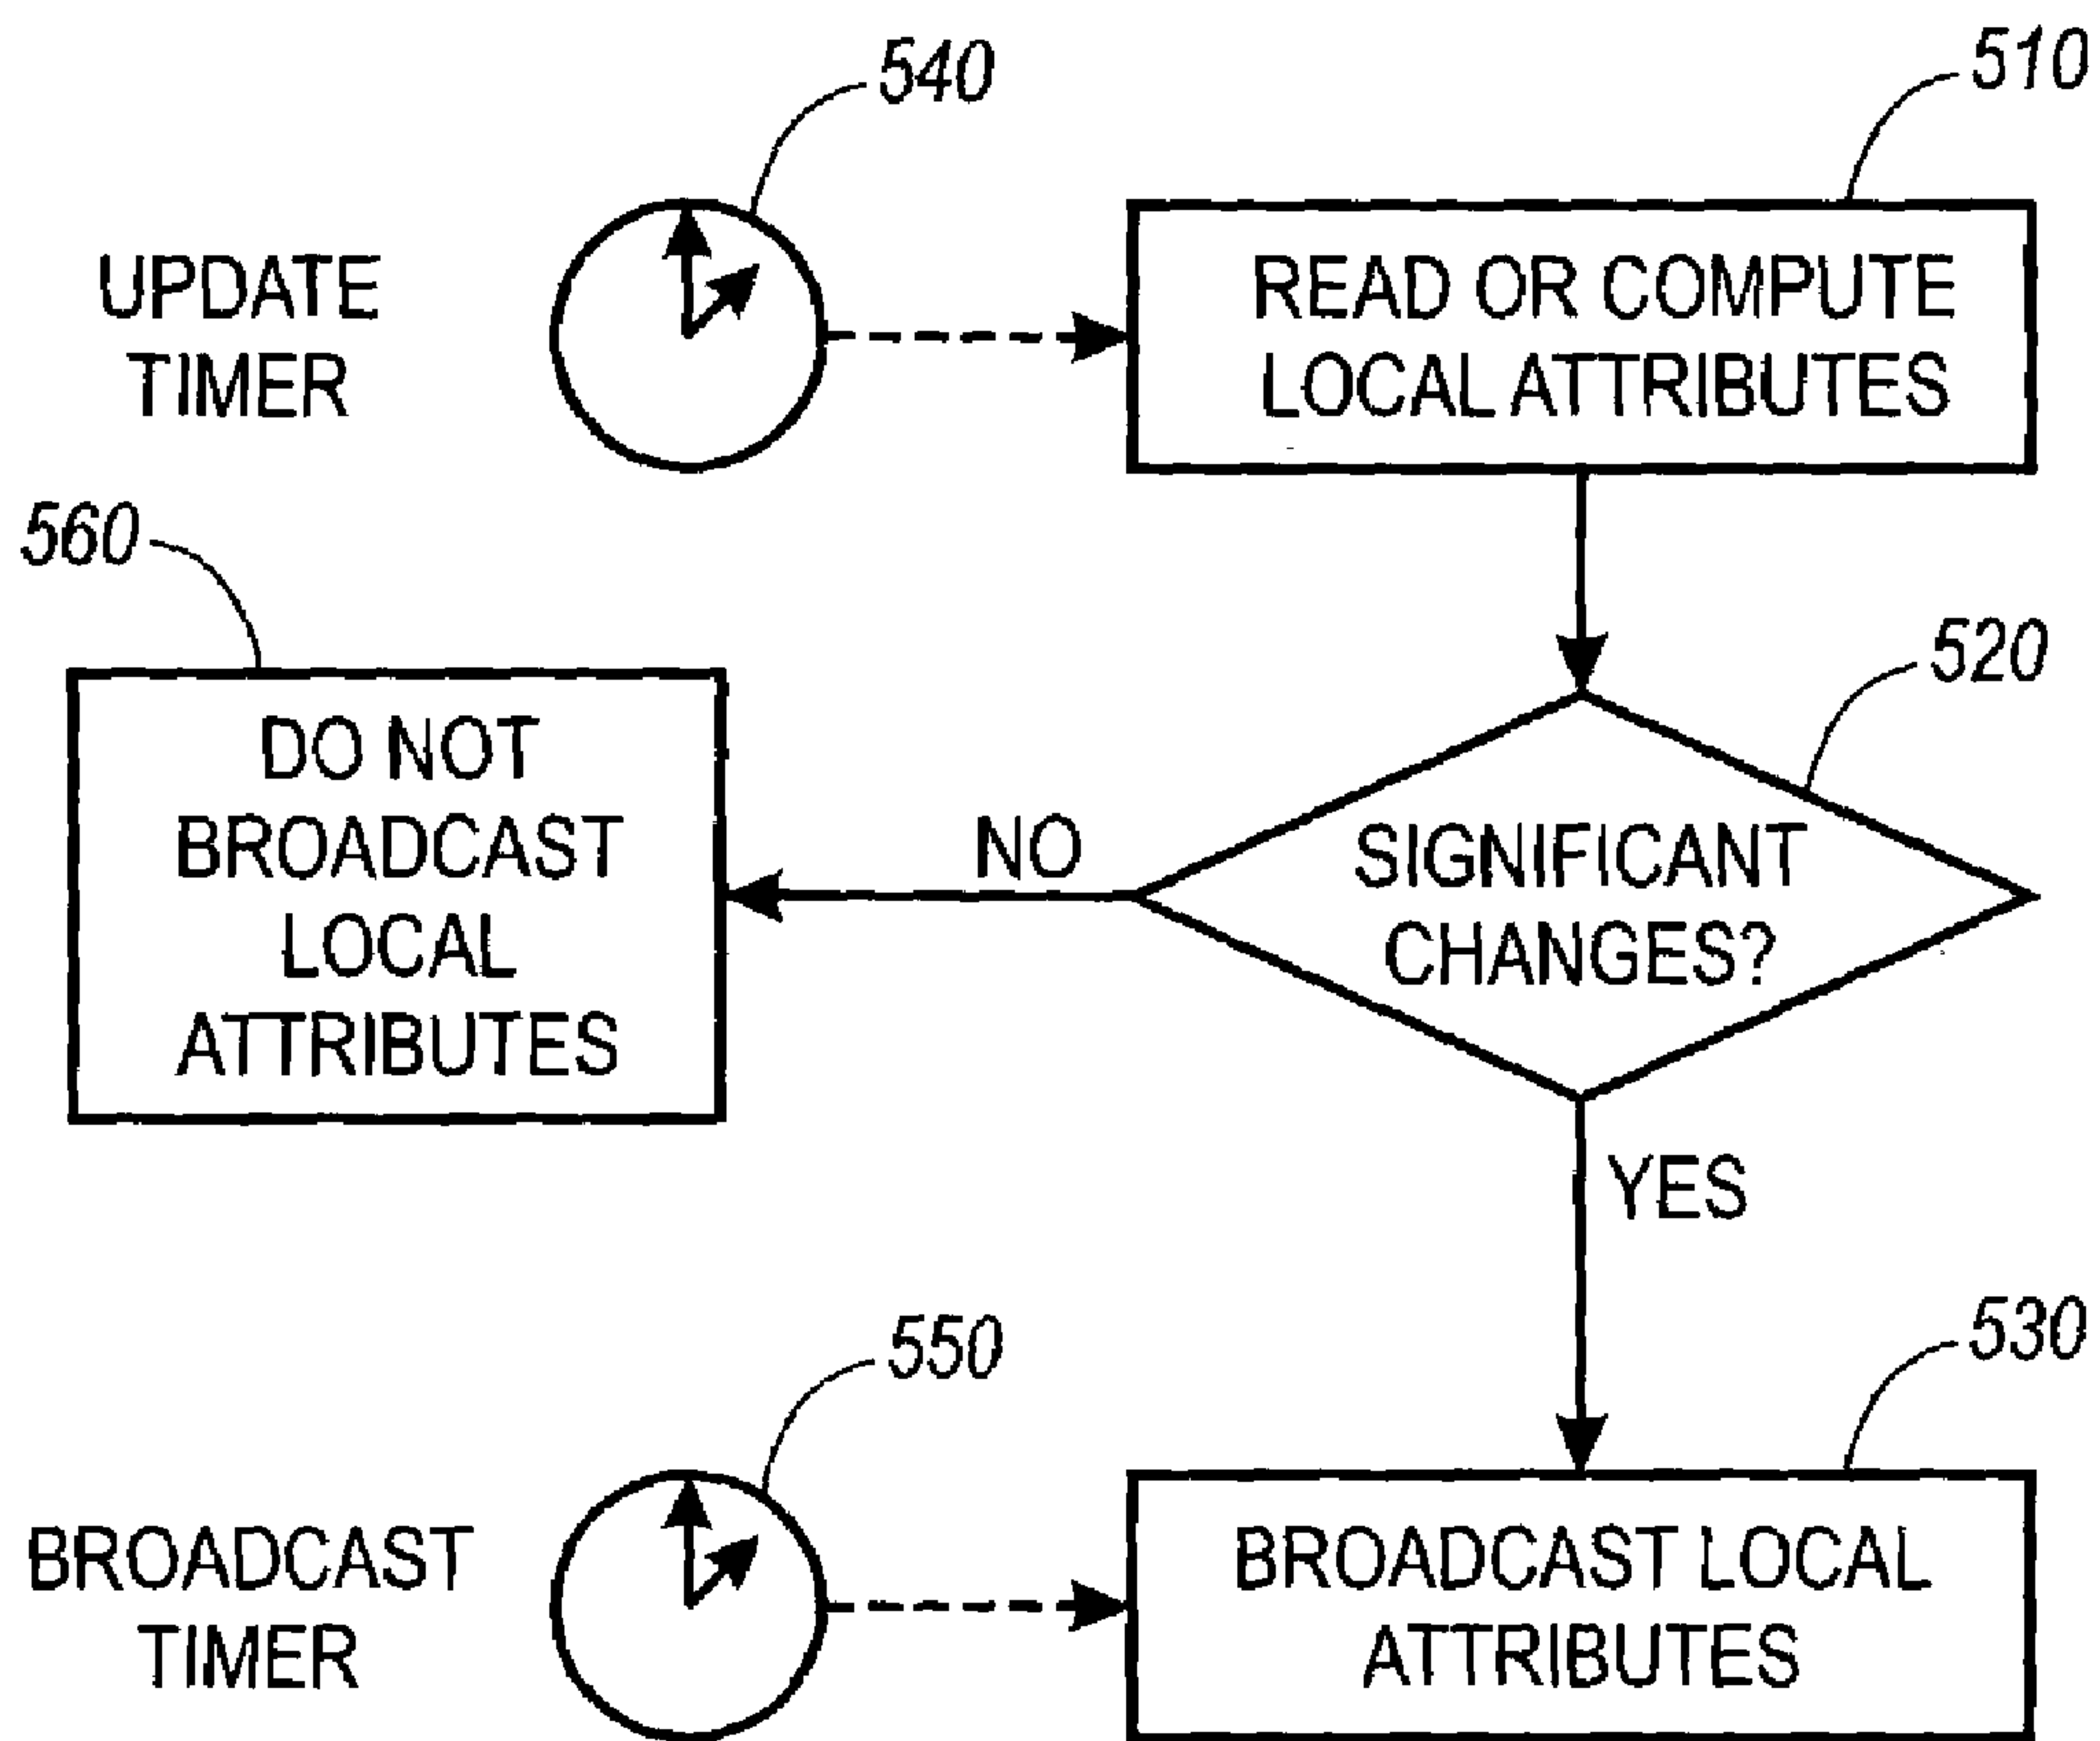 540
510
UPDATE
TIMER
READ OR COMPUTE
LOCAL ATTRIBUTES
560
520
DO NOT
BROADCAST
LOCAL
ATTRIBUTES
NO
SIGNIFICANT
CHANGES?
YES
550
530
BROADCAST
TIMER
BROADCAST LOCAL
ATTRIBUTES